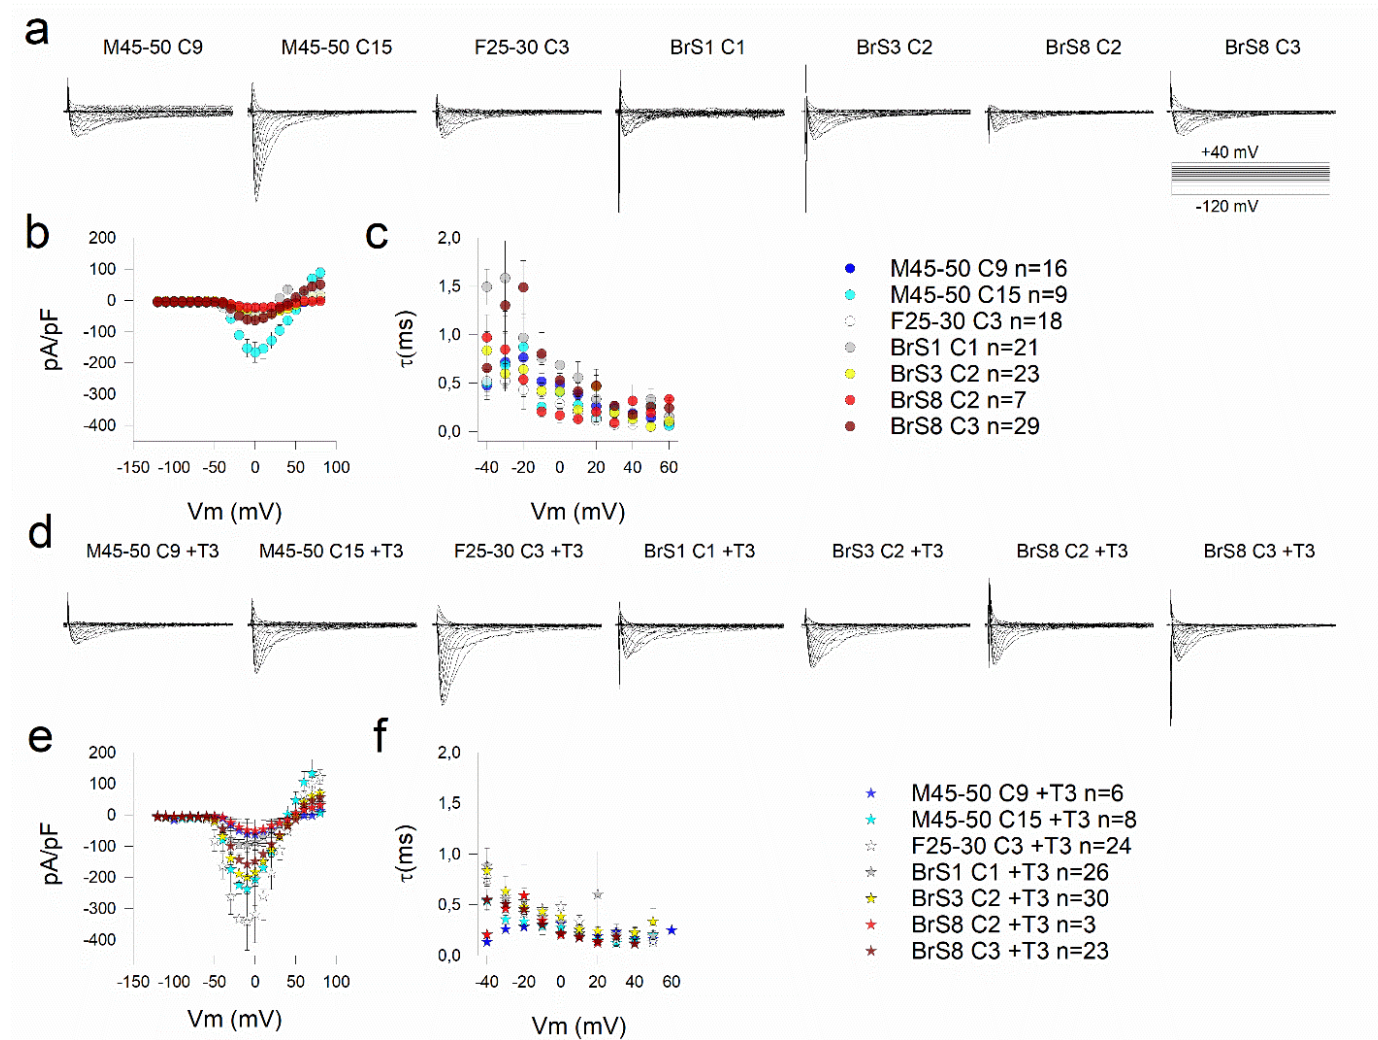 a
M45-50 C9 M45-50 C15 F25-30 C3 BrS1 C1 BrS3 C2 BrS8 C2 BrS8 C3
+40 mV
-120 mV
b
200
100
0
-100
-200
-300
-400
pA/pF
-150 -100 -50 0 50 100
Vm (mV)
c
2,0
1,5
1,0
0,5
0,0
τ(ms)
-40 -20 0 20 40 60
Vm (mV)
M45-50 C9 n=16
M45-50 C15 n=9
F25-30 C3 n=18
BrS1 C1 n=21
BrS3 C2 n=23
BrS8 C2 n=7
BrS8 C3 n=29
d
M45-50 C9 +T3 M45-50 C15 +T3 F25-30 C3 +T3 BrS1 C1 +T3 BrS3 C2 +T3 BrS8 C2 +T3 BrS8 C3 +T3
e
200
100
0
-100
-200
-300
-400
pA/pF
-150 -100 -50 0 50 100
Vm (mV)
f
2,0
1,5
1,0
0,5
0,0
τ(ms)
-40 -20 0 20 40 60
Vm (mV)
M45-50 C9 +T3 n=6
M45-50 C15 +T3 n=8
F25-30 C3 +T3 n=24
BrS1 C1 +T3 n=26
BrS3 C2 +T3 n=30
BrS8 C2 +T3 n=3
BrS8 C3 +T3 n=23